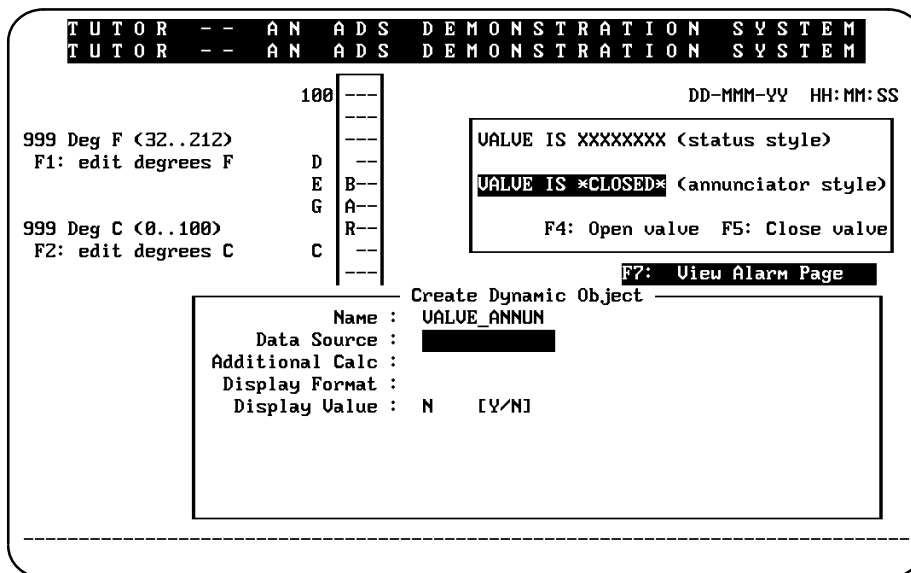 T U T O R -- A N A D S D E M O N S T R A T I O N S Y S T E M
T U T O R -- A N A D S D E M O N S T R A T I O N S Y S T E M
100 --- DD-MMM-YY HH:MM:SS
---
999 Deg F (32..212) --- VALUE IS XXXXXXXX (status style)
F1: edit degrees F D --
E B-- VALUE IS *CLOSED* (annunciator style)
G A--
999 Deg C (0..100) R-- F4: Open valve F5: Close valve
F2: edit degrees C C --
--- F7: View Alarm Page
Create Dynamic Object
Name : VALVE_ANNUN
Data Source :
Additional Calc :
Display Format :
Display Value : N [Y/N]